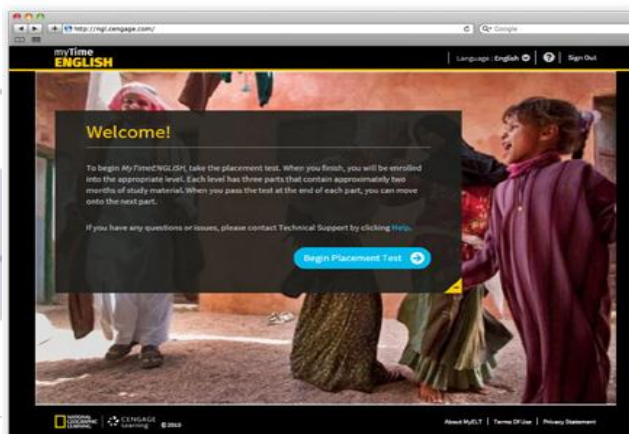 http://ngl.cengage.com/
Google
myTime
ENGLISH
Language : English
?
Sign Out
Welcome!
To begin MyTimeENGLISH, take the placement test. When you finish, you will be enrolled
into the appropriate level. Each level has three parts that contain approximately two
months of study material. When you pass the test at the end of each part, you can move
onto the next part.
If you have any questions or issues, please contact Technical Support by clicking Help.
Begin Placement Test
NATIONAL
GEOGRAPHIC
LEARNING
CENGAGE
Learning
About MyELT | Terms Of Use | Privacy Statement